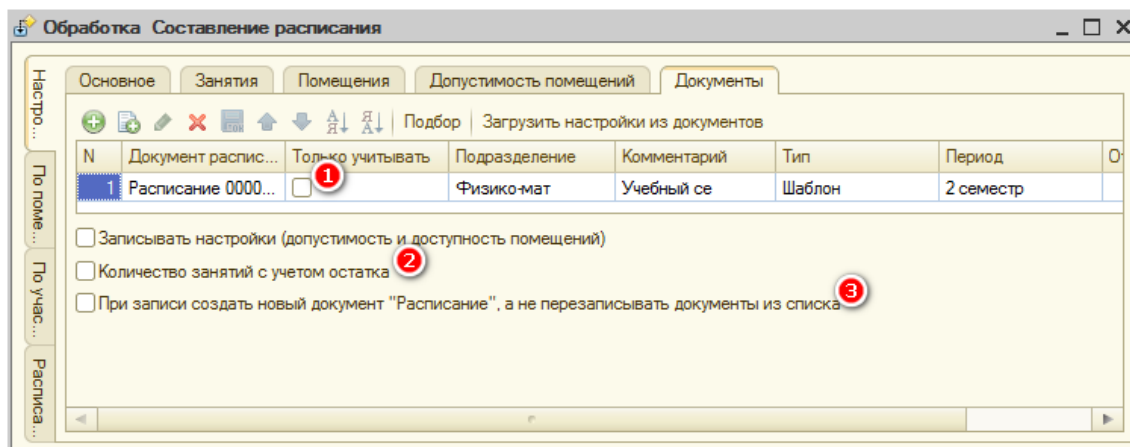 Обработка Составление расписания
Настро...
По поме...
По учас...
Расписа...
Основное Занятия Помещения Допустимость помещений Документы
Подбор Загрузить настройки из документов
N Документ распис... Только учитывать Подразделение Комментарий Тип Период
1 Расписание 0000... 1 Физико-мат Учебный се Шаблон 2 семестр
Записывать настройки (допустимость и доступность помещений)
Количество занятий с учетом остатка 2
При записи создать новый документ "Расписание", а не перезаписывать документы из списка 3